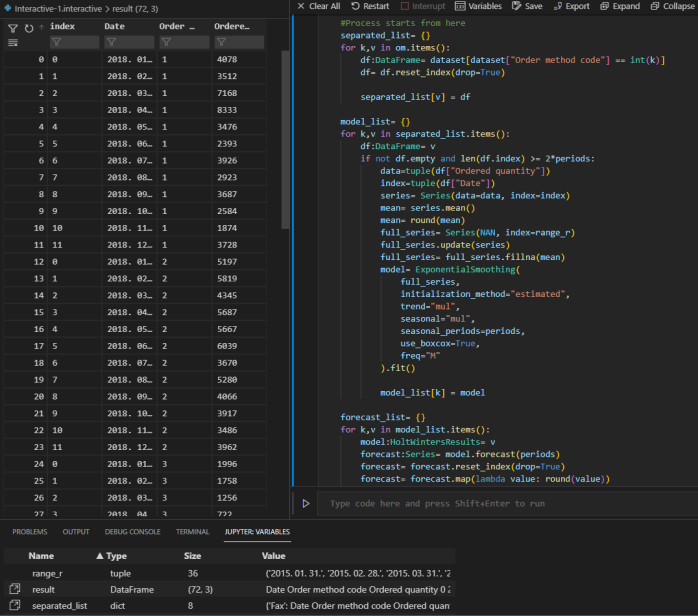 Interactive-1.interactive > result (72, 3)
index Date Order ... Ordere...
0 0 2018. 01... 1 4078
1 1 2018. 02... 1 3512
2 2 2018. 03... 1 7168
3 3 2018. 04... 1 8333
4 4 2018. 05... 1 3476
5 5 2018. 06... 1 2393
6 6 2018. 07... 1 3926
7 7 2018. 08... 1 2923
8 8 2018. 09... 1 3687
9 9 2018. 10... 1 2584
10 10 2018. 11... 1 1874
11 11 2018. 12... 1 3728
12 0 2018. 01... 2 5197
13 1 2018. 02... 2 5819
14 2 2018. 03... 2 4345
15 3 2018. 04... 2 5687
16 4 2018. 05... 2 5667
17 5 2018. 06... 2 6039
18 6 2018. 07... 2 3670
19 7 2018. 08... 2 5280
20 8 2018. 09... 2 4066
21 9 2018. 10... 2 3917
22 10 2018. 11... 2 3486
23 11 2018. 12... 2 3962
24 0 2018. 01... 3 1996
25 1 2018. 02... 3 1758
26 2 2018. 03... 3 1256
27 3 2018. 04... 3 722
Clear All Restart Interrupt Variables Save Export Expand Collapse
#Process starts from here
separated_list= {}
for k,v in om.items():
    df:DataFrame= dataset[dataset["Order method code"] == int(k)]
    df= df.reset_index(drop=True)
    separated_list[v] = df
model_list= {}
for k,v in separated_list.items():
    df:DataFrame= v
    if not df.empty and len(df.index) >= 2*periods:
        data=tuple(df["Ordered quantity"])
        index=tuple(df["Date"])
        series= Series(data=data, index=index)
        mean= series.mean()
        mean= round(mean)
        full_series= Series(NAN, index=range_r)
        full_series.update(series)
        full_series= full_series.fillna(mean)
        model= ExponentialSmoothing(
            full_series,
            initialization_method="estimated",
            trend="mul",
            seasonal="mul",
            seasonal_periods=periods,
            use_boxcox=True,
            freq="M"
        ).fit()
        model_list[k] = model
forecast_list= {}
for k,v in model_list.items():
    model:HoltWintersResults= v
    forecast:Series= model.forecast(periods)
    forecast= forecast.reset_index(drop=True)
    forecast= forecast.map(lambda value: round(value))
Type code here and press Shift+Enter to run
PROBLEMS OUTPUT DEBUG CONSOLE TERMINAL JUPYTER: VARIABLES
Name Type Size Value
range_r tuple 36 ('2015. 01. 31.', '2015. 02. 28.', '2015. 03. 31.',
result DataFrame (72, 3) Date Order method code Ordered quantity 0
separated_list dict 8 {'Fax': Date Order method code Ordered quan